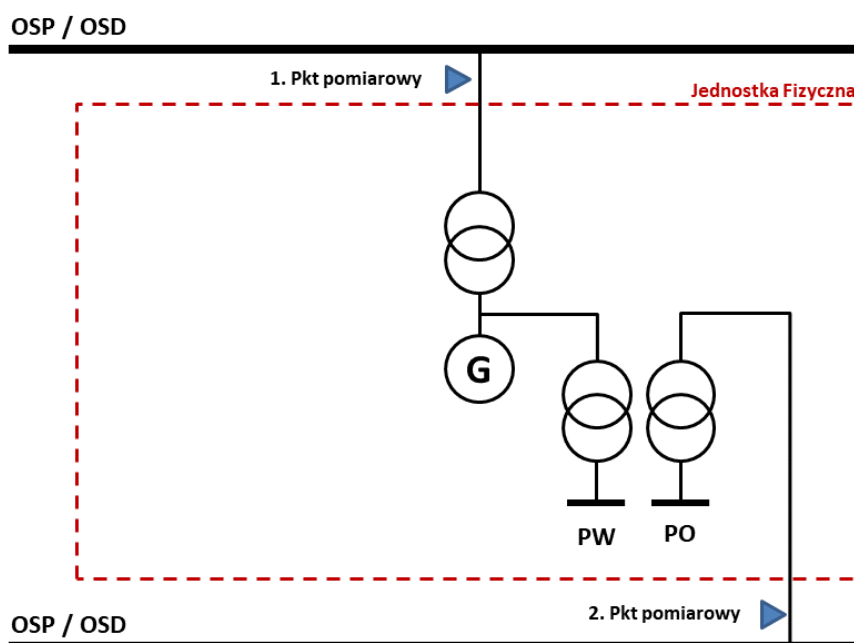 OSP / OSD
1. Pkt pomiarowy
Jednostka Fizyczna
G
PW
PO
2. Pkt pomiarowy
OSP / OSD